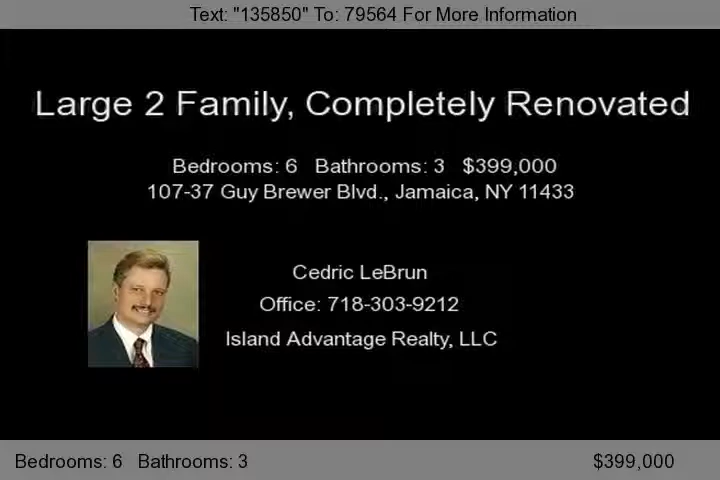 Text: "135850" To: 79564 For More Information
Large 2 Family, Completely Renovated
Bedrooms: 6 Bathrooms: 3 $399,000
107-37 Guy Brewer Blvd., Jamaica, NY 11433
Cedric LeBrun
Office: 718-303-9212
Island Advantage Realty, LLC
Bedrooms: 6 Bathrooms: 3 $399,000